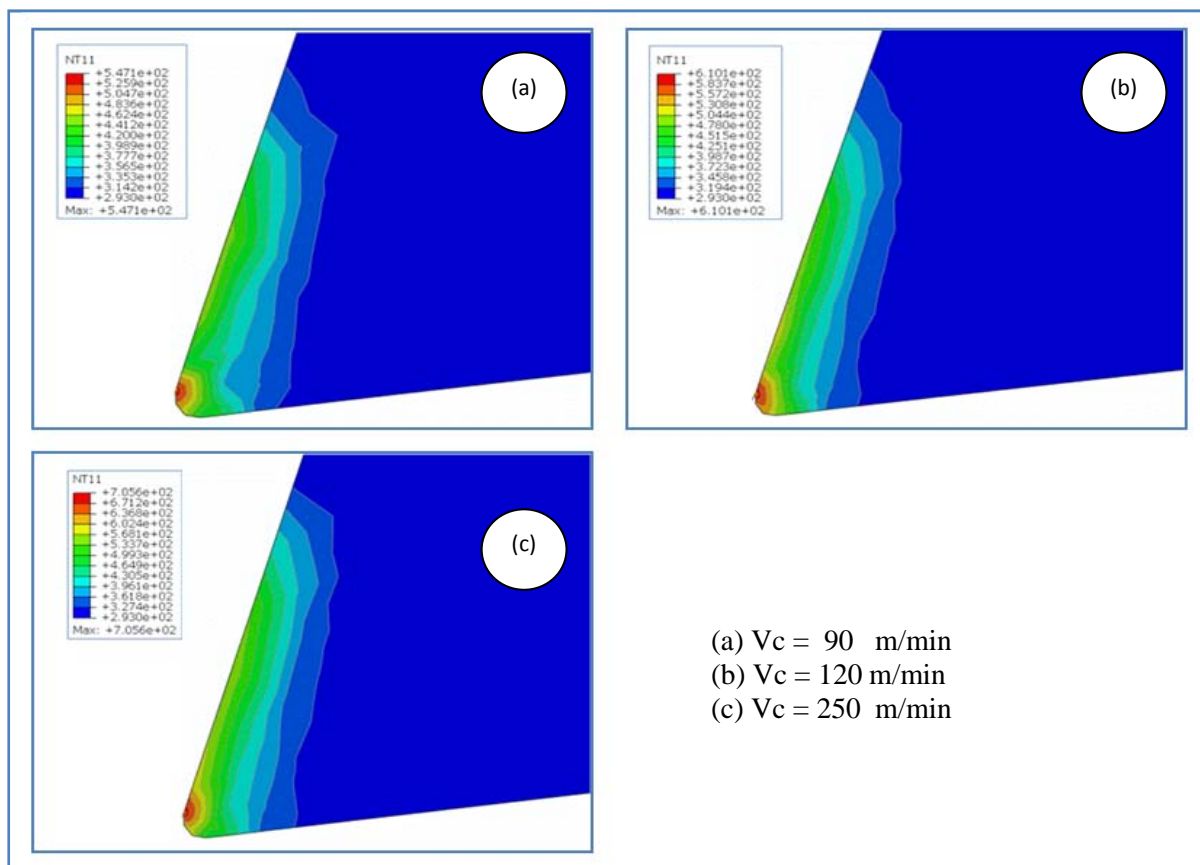 NT11
+5.471e+02
+5.259e+02
+5.047e+02
+4.836e+02
+4.624e+02
+4.412e+02
+4.200e+02
+3.989e+02
+3.777e+02
+3.565e+02
+3.353e+02
+3.142e+02
+2.930e+02
Max: +5.471e+02
(a)
NT11
+6.101e+02
+5.837e+02
+5.572e+02
+5.308e+02
+5.044e+02
+4.780e+02
+4.515e+02
+4.251e+02
+3.987e+02
+3.723e+02
+3.458e+02
+3.194e+02
+2.930e+02
Max: +6.101e+02
(b)
NT11
+7.056e+02
+6.712e+02
+6.368e+02
+6.024e+02
+5.681e+02
+5.337e+02
+4.993e+02
+4.649e+02
+4.305e+02
+3.961e+02
+3.618e+02
+3.274e+02
+2.930e+02
Max: +7.056e+02
(c)
(a) Vc = 90 m/min
(b) Vc = 120 m/min
(c) Vc = 250 m/min